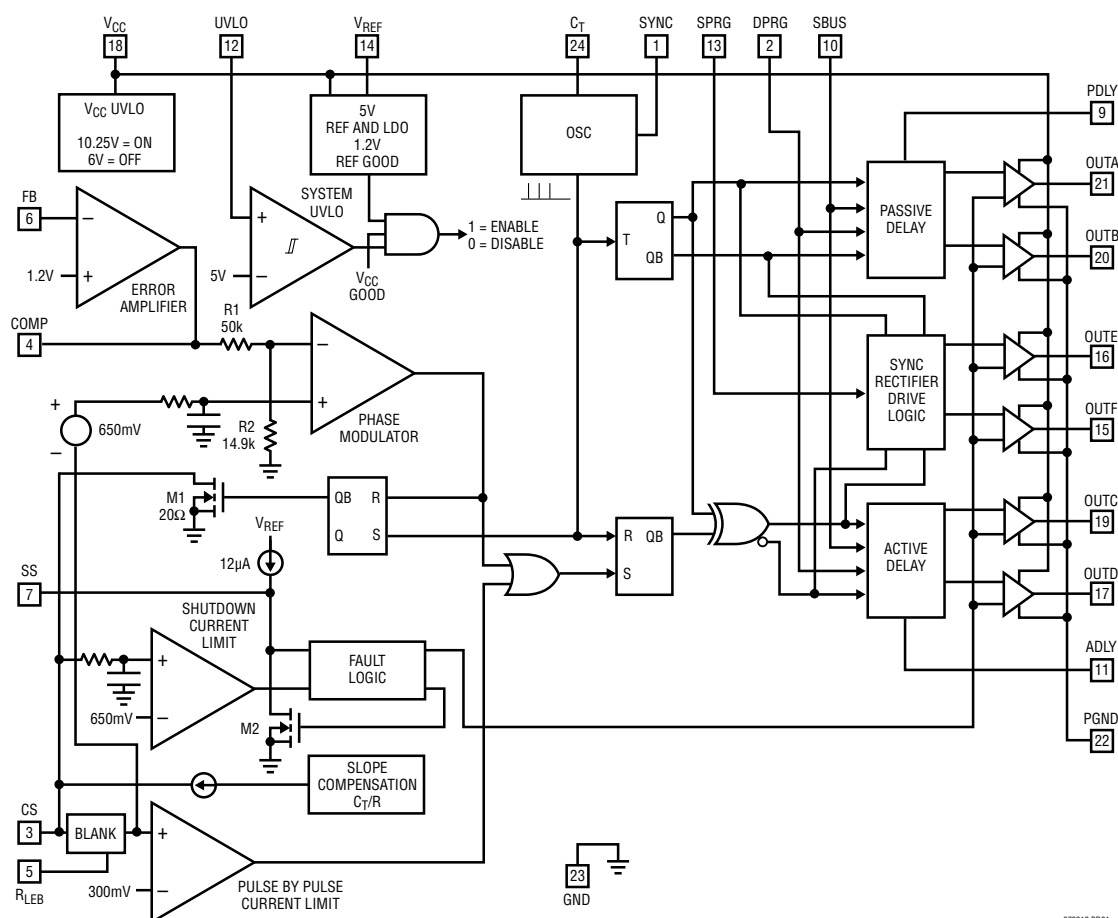 VCC
18
UVLO
12
VREF
14
CT
24
SYNC
1
SPRG
13
DPRG
2
SBUS
10
PDLY
9
VCC UVLO
10.25V = ON
6V = OFF
5V
REF AND LDO
1.2V
REF GOOD
OSC
FB
6
−
+
1.2V
ERROR
AMPLIFIER
SYSTEM
UVLO
+
−
5V
VCC
GOOD
1 = ENABLE
0 = DISABLE
T
Q
QB
PASSIVE
DELAY
OUTA
21
OUTB
20
COMP
4
R1
50k
−
+
PHASE
MODULATOR
R2
14.9k
+
−
650mV
SYNC
RECTIFIER
DRIVE
LOGIC
OUTE
16
OUTF
15
M1
20Ω
QB
R
Q
S
R
QB
S
VREF
12µA
SS
7
ACTIVE
DELAY
OUTC
19
OUTD
17
ADLY
11
SHUTDOWN
CURRENT
LIMIT
+
−
650mV
FAULT
LOGIC
M2
PGND
22
SLOPE
COMPENSATION
CT/R
CS
3
BLANK
5
RLEB
+
−
300mV
PULSE BY PULSE
CURRENT LIMIT
23
GND